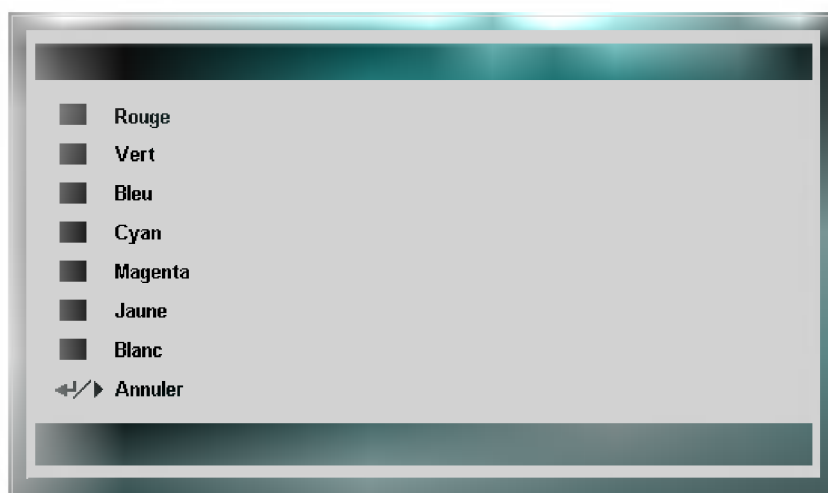 Rouge
Vert
Bleu
Cyan
Magenta
Jaune
Blanc
Annuler